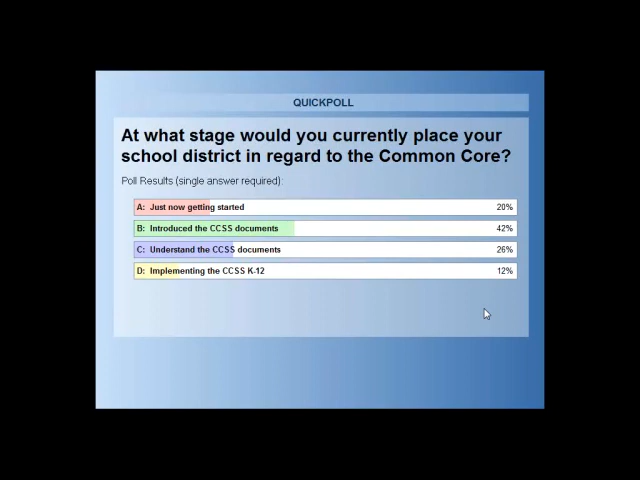 QUICKPOLL
At what stage would you currently place your
school district in regard to the Common Core?
Poll Results (single answer required):
A: Just now getting started 20%
B: Introduced the CCSS documents 42%
C: Understand the CCSS documents 26%
D: Implementing the CCSS K-12 12%